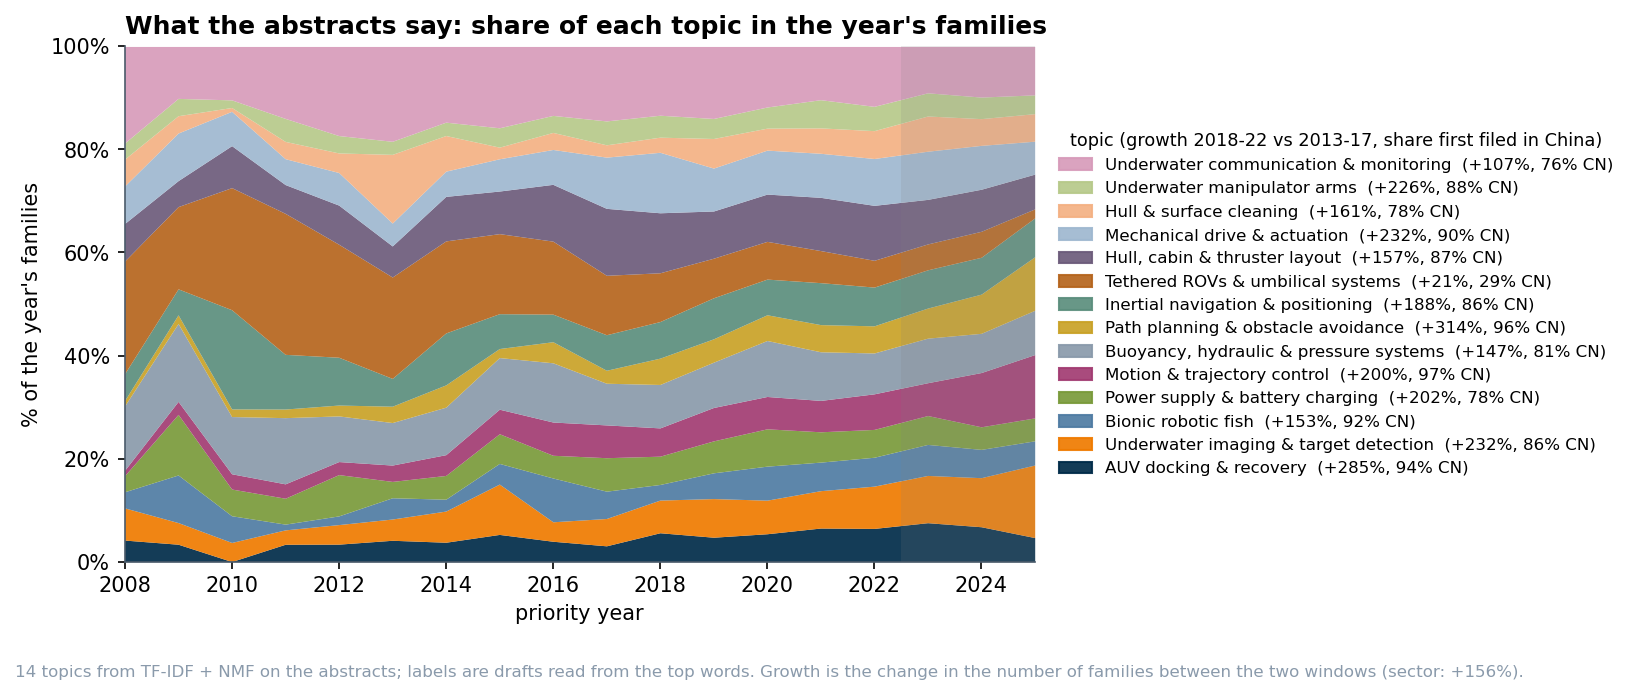 What the abstracts say: share of each topic in the year's families
100%
80%
60%
40%
20%
0%
% of the year's families
2008 2010 2012 2014 2016 2018 2020 2022 2024
priority year
topic (growth 2018-22 vs 2013-17, share first filed in China)
Underwater communication & monitoring (+107%, 76% CN)
Underwater manipulator arms (+226%, 88% CN)
Hull & surface cleaning (+161%, 78% CN)
Mechanical drive & actuation (+232%, 90% CN)
Hull, cabin & thruster layout (+157%, 87% CN)
Tethered ROVs & umbilical systems (+21%, 29% CN)
Inertial navigation & positioning (+188%, 86% CN)
Path planning & obstacle avoidance (+314%, 96% CN)
Buoyancy, hydraulic & pressure systems (+147%, 81% CN)
Motion & trajectory control (+200%, 97% CN)
Power supply & battery charging (+202%, 78% CN)
Bionic robotic fish (+153%, 92% CN)
Underwater imaging & target detection (+232%, 86% CN)
AUV docking & recovery (+285%, 94% CN)
14 topics from TF-IDF + NMF on the abstracts; labels are drafts read from the top words. Growth is the change in the number of families between the two windows (sector: +156%).